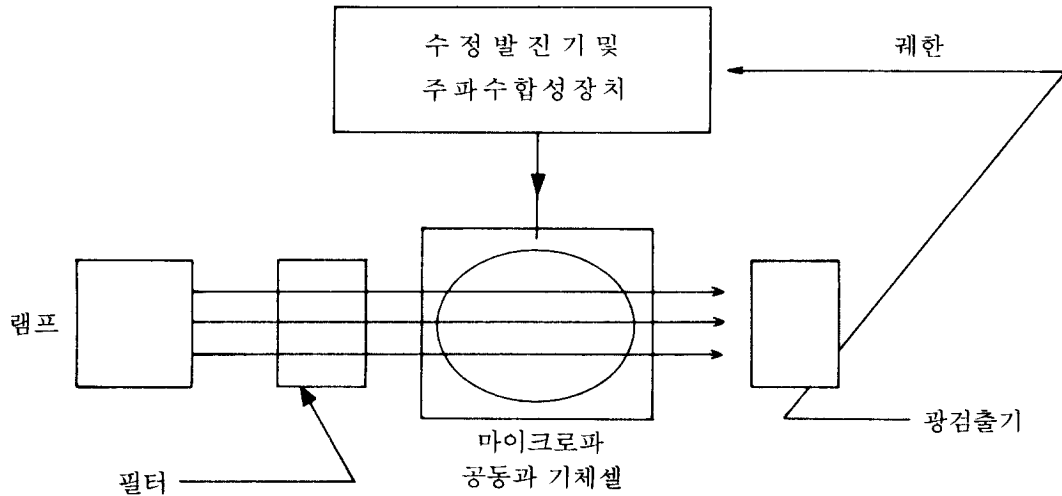 수 정 발 진 기 및
주 파 수 합 성 장 치
궤한
램프
광검출기
마이크로파
공동과 기체셀
필터